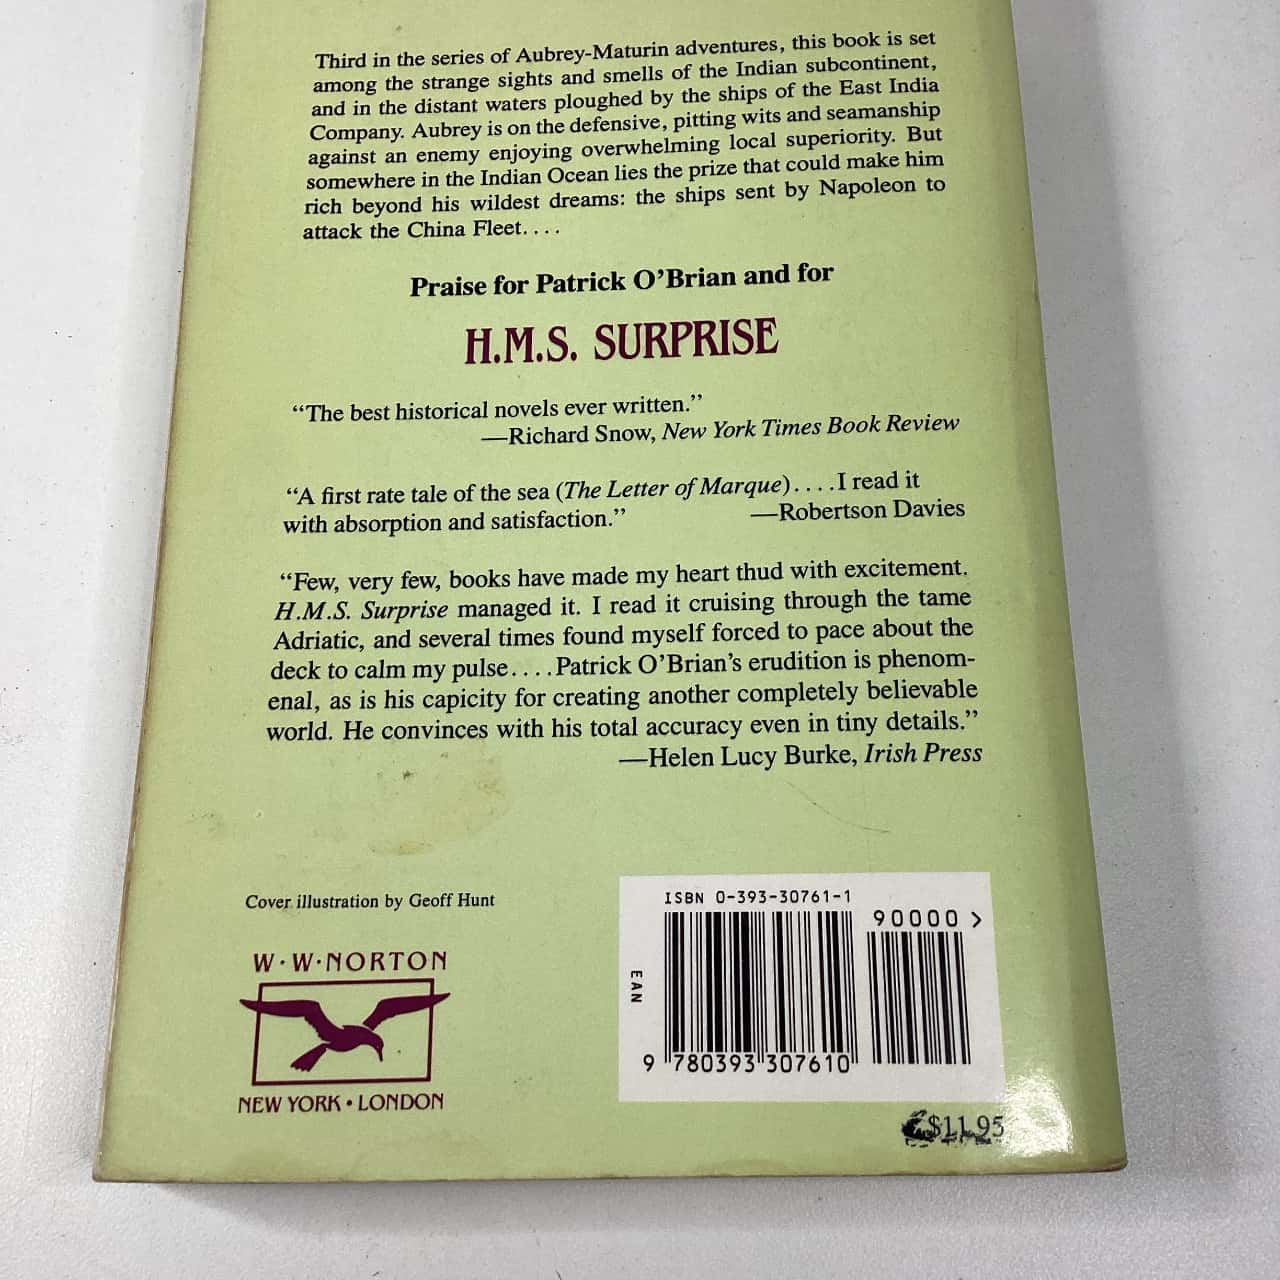 Third in the series of Aubrey-Maturin adventures, this book is set
among the strange sights and smells of the Indian subcontinent,
and in the distant waters ploughed by the ships of the East India
Company. Aubrey is on the defensive, pitting wits and seamanship
against an enemy enjoying overwhelming local superiority. But
somewhere in the Indian Ocean lies the prize that could make him
rich beyond his wildest dreams: the ships sent by Napoleon to
attack the China Fleet....
Praise for Patrick O'Brian and for
H.M.S. SURPRISE
“The best historical novels ever written.”
—Richard Snow, New York Times Book Review
“A first rate tale of the sea (The Letter of Marque)....I read it
with absorption and satisfaction.” —Robertson Davies
“Few, very few, books have made my heart thud with excitement.
H.M.S. Surprise managed it. I read it cruising through the tame
Adriatic, and several times found myself forced to pace about the
deck to calm my pulse....Patrick O'Brian's erudition is phenom-
enal, as is his capicity for creating another completely believable
world. He convinces with his total accuracy even in tiny details.”
—Helen Lucy Burke, Irish Press
Cover illustration by Geoff Hunt
W·W·NORTON
NEW YORK • LONDON
ISBN 0-393-30761-1
90000>
EAN
9 780393 307610
$11.95